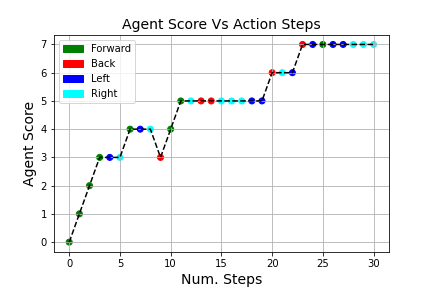 Agent Score Vs Action Steps
Forward
Back
Left
Right
Agent Score
7
6
5
4
3
2
1
0
0 5 10 15 20 25 30
Num. Steps